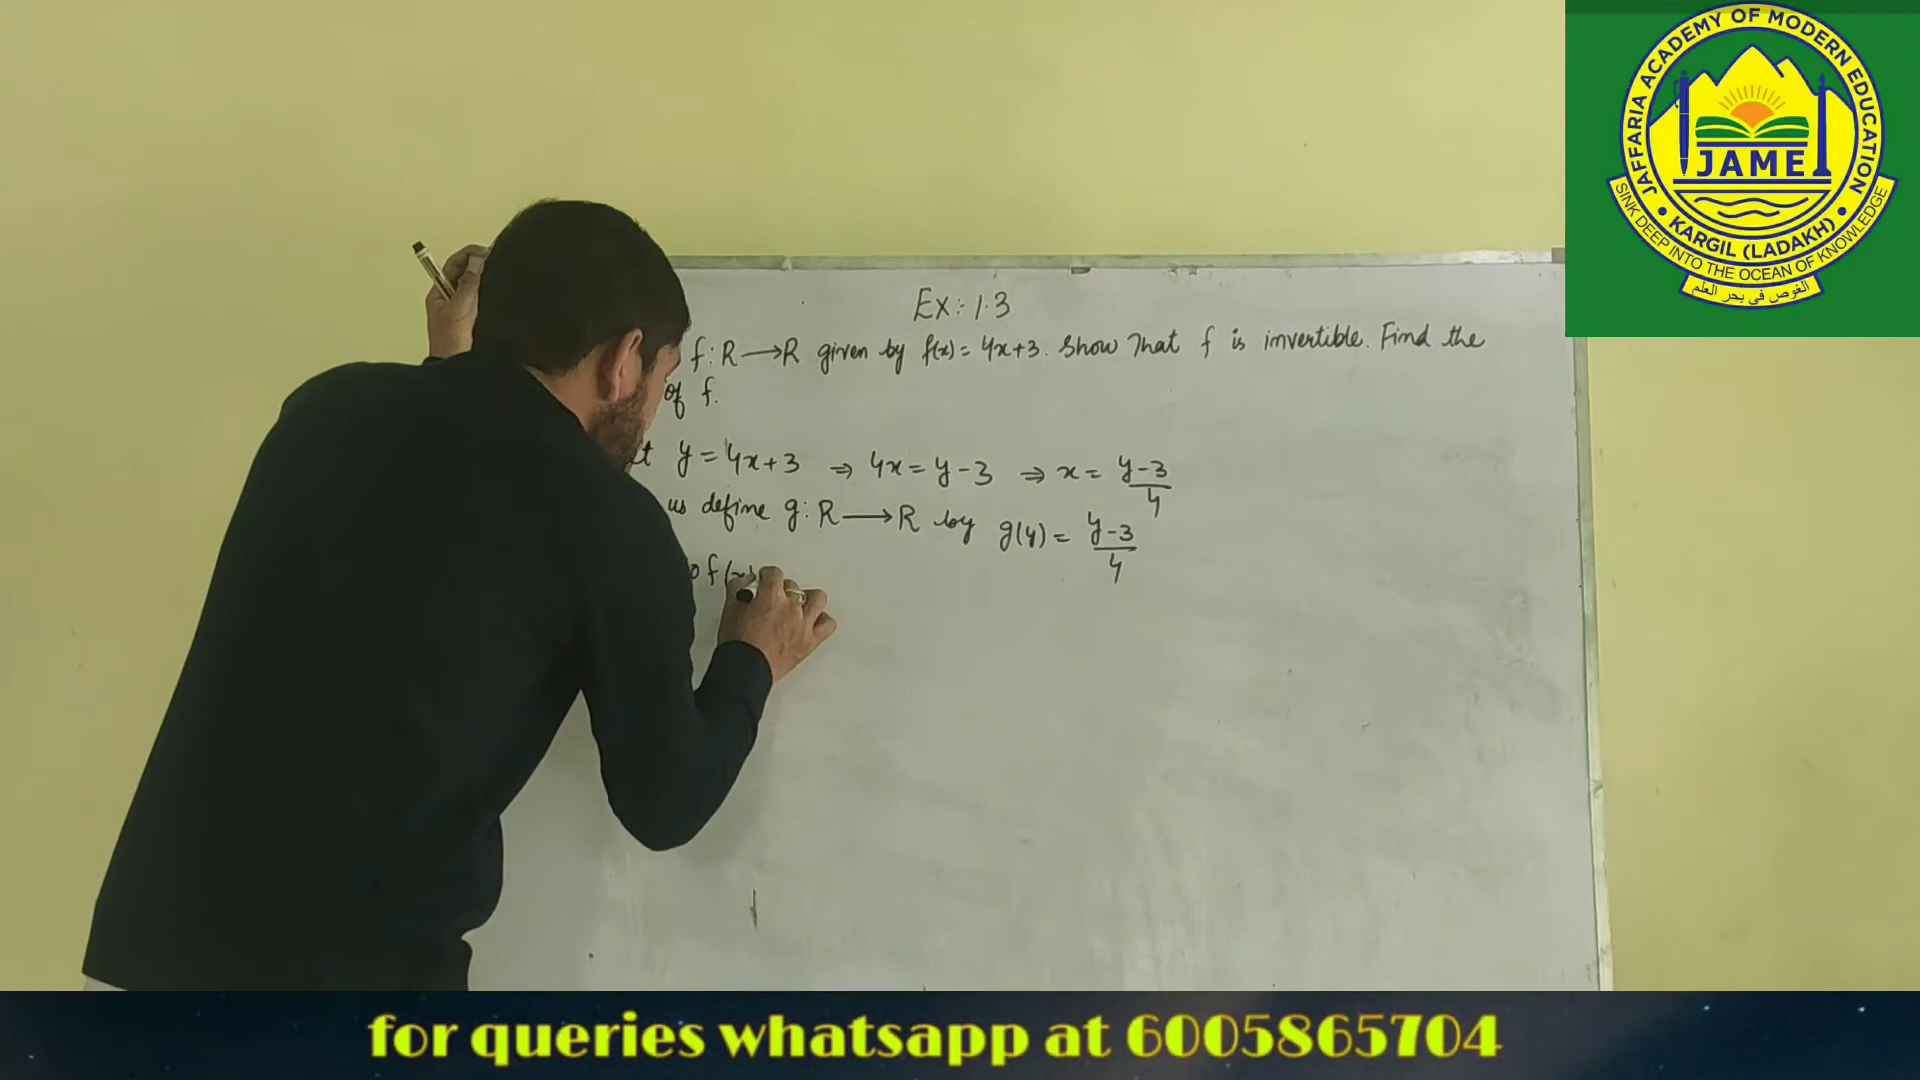 JAFFARIA ACADEMY OF MODERN EDUCATION
JAME
KARGIL (LADAKH)
SINK DEEP INTO THE OCEAN OF KNOWLEDGE
الغوص في بحر العلم
Ex:- 1.3
f: R → R given by f(x) = 4x+3. Show That f is invertible. Find the
of f.
y = 4x+3 ⇒ 4x = y-3 ⇒ x = y-3/4
us define g: R → R by g(y) = y-3/4
of(x)
for queries whatsapp at 6005865704